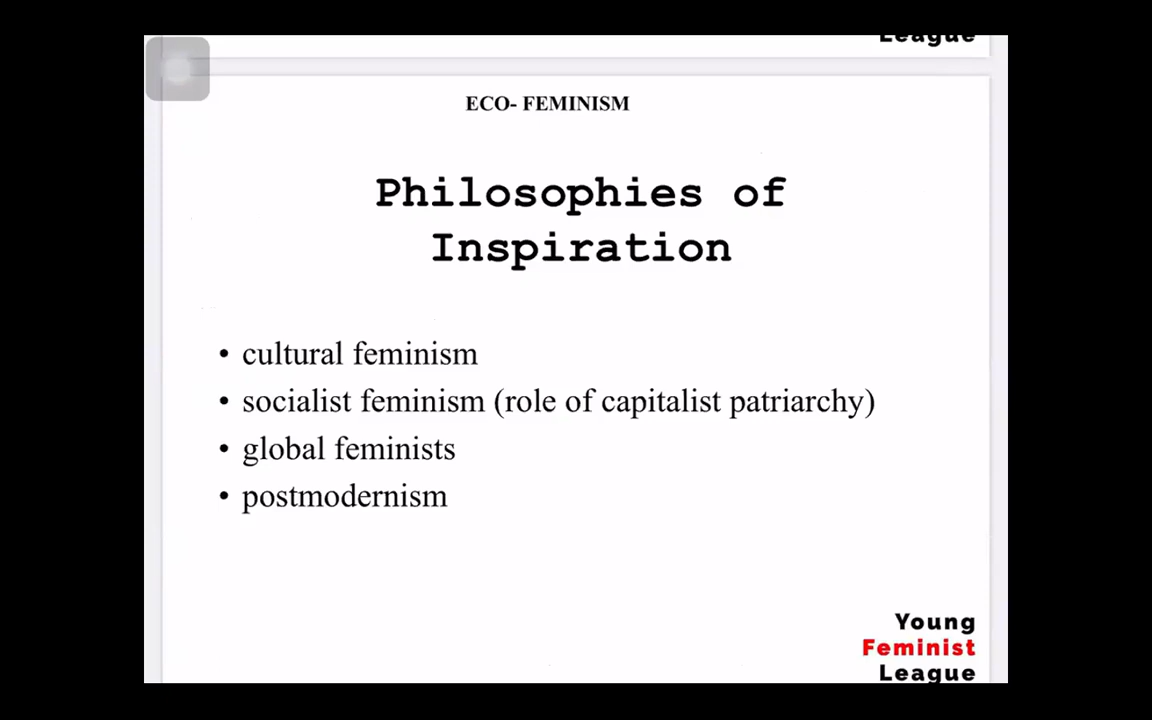 League
ECO- FEMINISM
Philosophies of
Inspiration
• cultural feminism
• socialist feminism (role of capitalist patriarchy)
• global feminists
• postmodernism
Young
Feminist
League